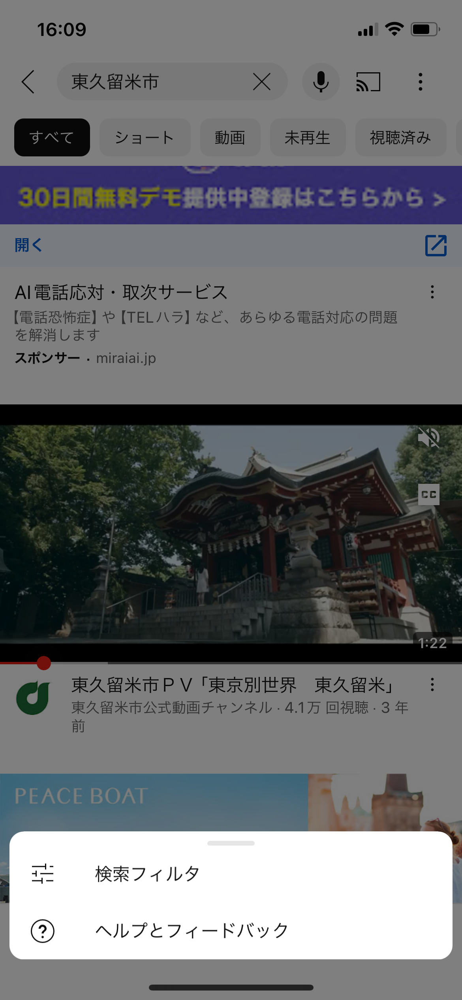 16:09
東久留米市
すべて
ショート
動画
未再生
視聴済み
30日間無料デモ提供中登録はこちらから >
開く
AI電話応対・取次サービス
【電話恐怖症】や【TELハラ】など、あらゆる電話対応の問題
を解消します
スポンサー · miraiai.jp
CC
1:22
東久留米市ＰＶ「東京別世界　東久留米」
東久留米市公式動画チャンネル · 4.1万 回視聴 · 3 年
前
PEACE BOAT
検索フィルタ
ヘルプとフィードバック